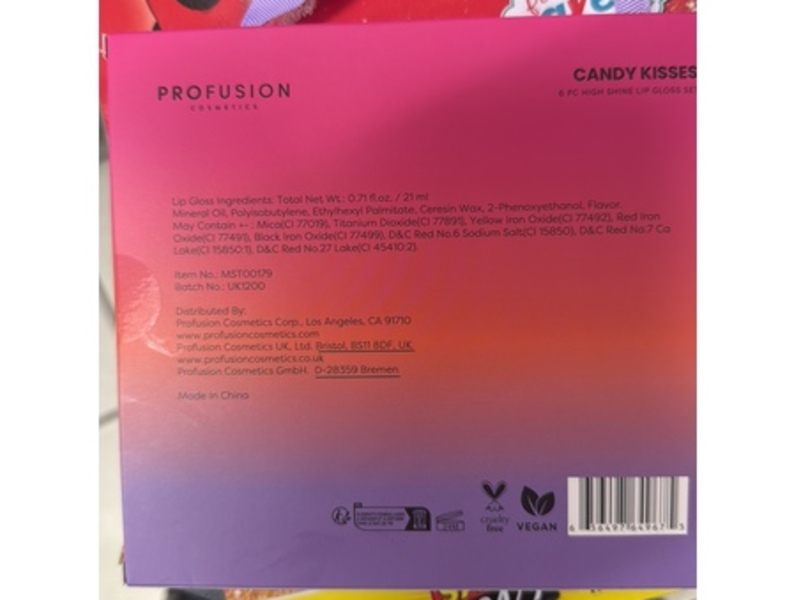 PROFUSION
COSMETICS
CANDY KISSES
6 PC HIGH SHINE LIP GLOSS SET
Lip Gloss Ingredients: Total Net Wt.: 0.71 fl.oz. / 21 ml
Mineral Oil, Polyisobutylene, Ethylhexyl Palmitate, Ceresin Wax, 2-Phenoxyethanol, Flavor.
May Contain +- : Mica(CI 77019), Titanium Dioxide(CI 77891), Yellow Iron Oxide(CI 77492), Red Iron
Oxide(CI 77491), Black Iron Oxide(CI 77499), D&C Red No.6 Sodium Salt(CI 15850), D&C Red No.7 Ca
Lake(CI 15850:1), D&C Red No.27 Lake(CI 45410:2).
Item No.: MST00179
Batch No.: UK1200
Distributed By:
Profusion Cosmetics Corp., Los Angeles, CA 91710
www.profusioncosmetics.com
Profusion Cosmetics UK, Ltd. Bristol, BS11 8DF, UK
www.profusioncosmetics.co.uk
Profusion Cosmetics GmbH. D-28359 Bremen
Made In China
cruelty
free
VEGAN
6 56497 64967 3